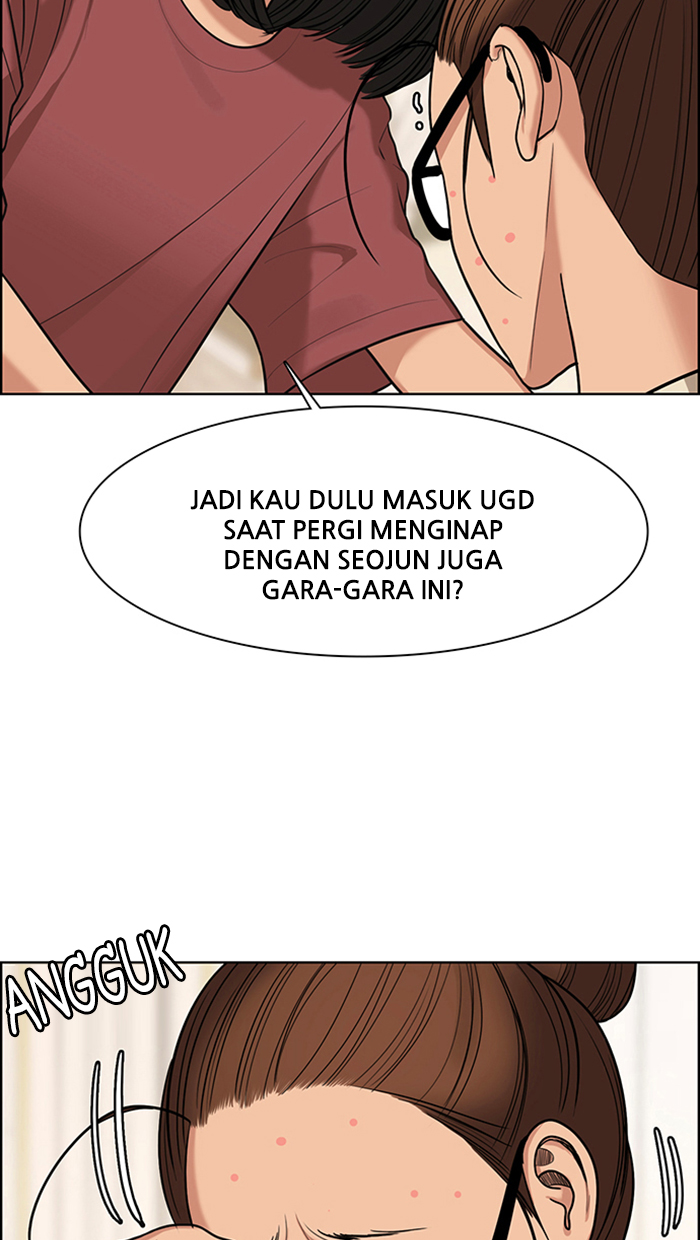 JADI KAU DULU MASUK UGD
SAAT PERGI MENGINAP
DENGAN SEOJUN JUGA
GARA-GARA INI?
ANGGUK